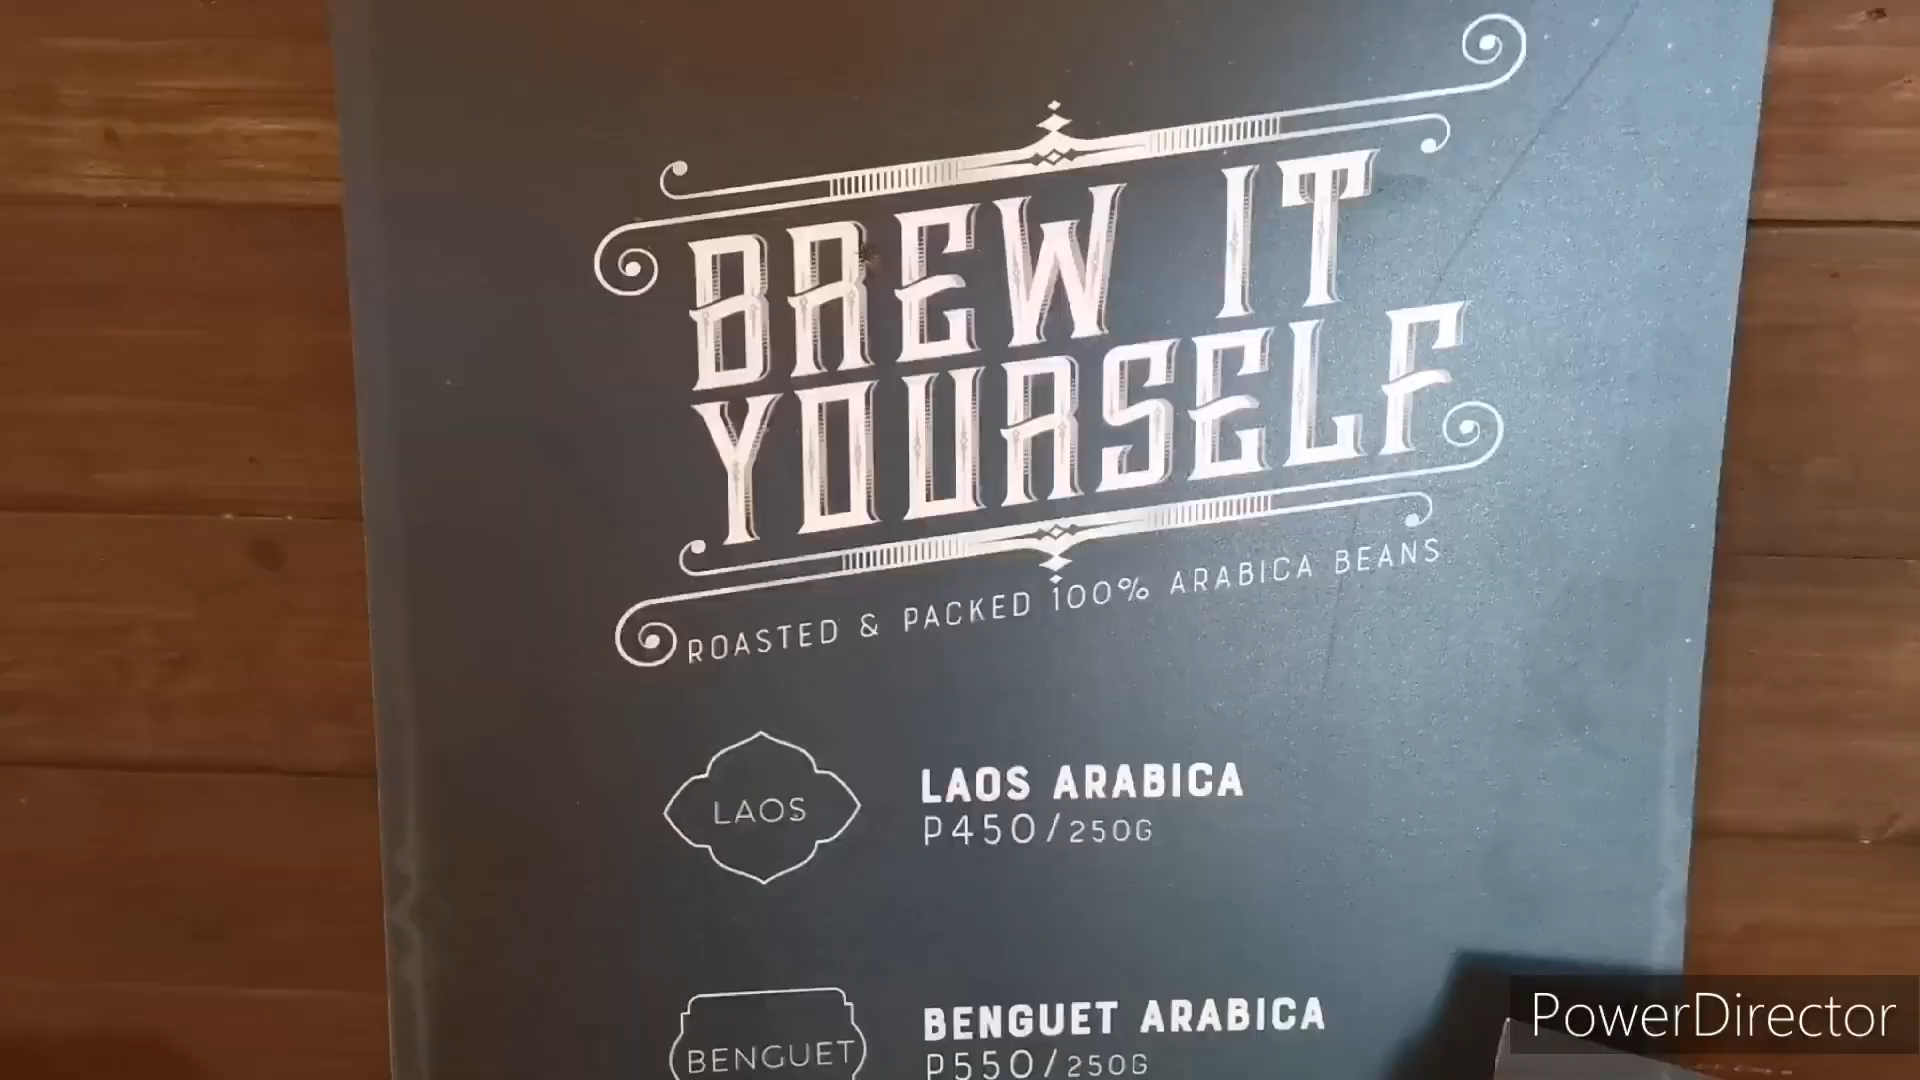 BREW IT
YOURSELF
ROASTED & PACKED 100% ARABICA BEANS
LAOS
LAOS ARABICA
P450/250G
BENGUET
BENGUET ARABICA
P550/250G
PowerDirector